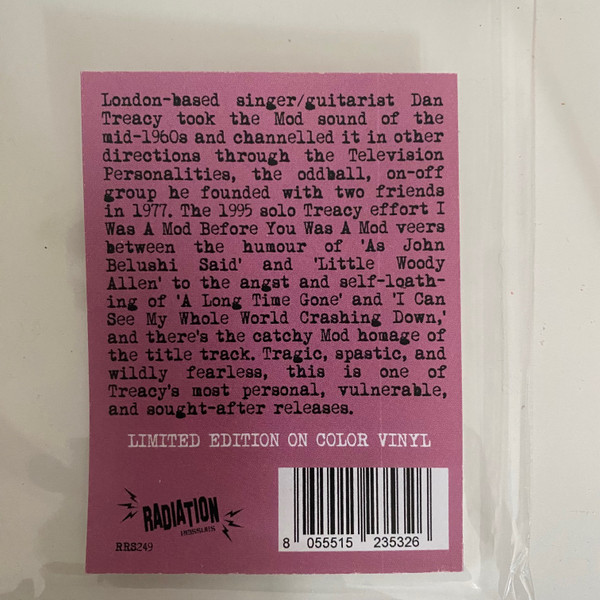 London-based singer/guitarist Dan
Treacy took the Mod sound of the
mid-1960s and channelled it in other
directions through the Television
Personalities, the oddball, on-off
group he founded with two friends
in 1977. The 1995 solo Treacy effort I
Was A Mod Before You Was A Mod veers
between the humour of 'As John
Belushi Said' and 'Little Woody
Allen' to the angst and self-loath-
ing of 'A Long Time Gone' and 'I Can
See My Whole World Crashing Down,'
and there's the catchy Mod homage of
the title track. Tragic, spastic, and
wildly fearless, this is one of
Treacy's most personal, vulnerable,
and sought-after releases.
LIMITED EDITION ON COLOR VINYL
RADIATION
RRS249
8 055515 235326